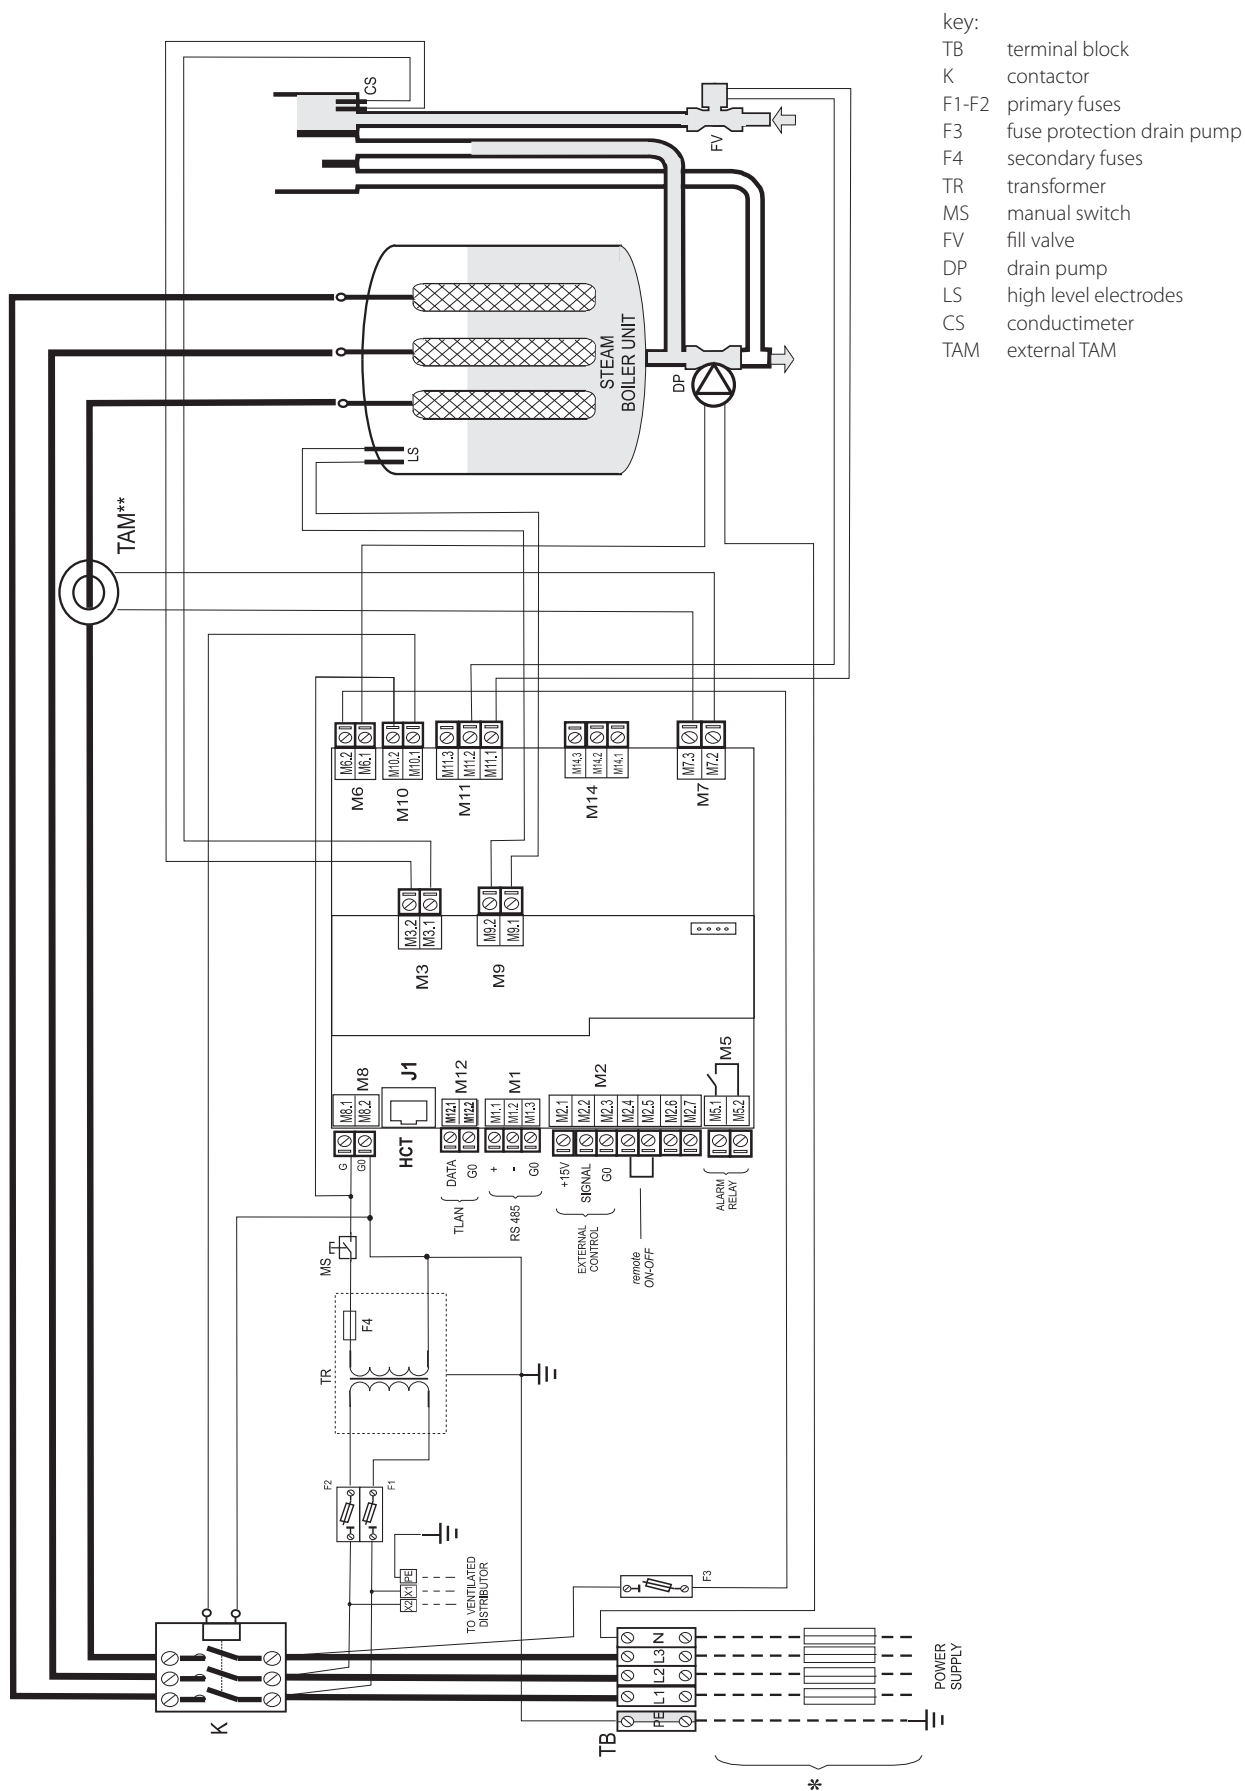 key:
TB terminal block
K contactor
F1-F2 primary fuses
F3 fuse protection drain pump
F4 secondary fuses
TR transformer
MS manual switch
FV fill valve
DP drain pump
LS high level electrodes
CS conductimeter
TAM external TAM
CS
FV
STEAM
BOILER UNIT
DP
LS
TAM**
M6.2
M6.1
M10.2
M10.1
M11.3
M11.2
M11.1
M14.3
M14.2
M14.1
M7.3
M7.2
M6
M10
M11
M14
M7
M3.2
M3.1
M9.2
M9.1
M3
M9
M8
J1
M12
M1
M2
M5
M8.1
M8.2
M12.1
M12.2
M1.1
M1.2
M1.3
M2.1
M2.2
M2.3
M2.4
M2.5
M2.6
M2.7
M5.1
M5.2
G
G0
HCT
DATA
G0
TLAN
+
-
G0
RS 485
+15V
SIGNAL
G0
EXTERNAL
CONTROL
remote
ON-OFF
ALARM
RELAY
MS
F4
TR
F2
F1
PE
X1
X2
TO VENTILATED
DISTRIBUTOR
F3
K
N
L3
L2
L1
PE
TB
POWER
SUPPLY
*